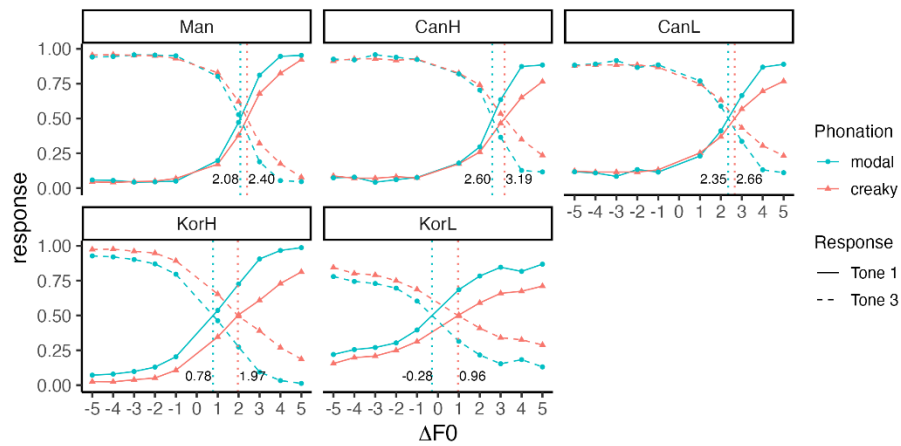 Man CanH CanL
1.00
0.75
0.50
0.25
0.00
2.08 2.40
2.60 3.19
2.35 2.66
-5 -4 -3 -2 -1 0 1 2 3 4 5
KorH KorL
1.00
0.75
0.50
0.25
0.00
0.78 1.97
-0.28 0.96
-5 -4 -3 -2 -1 0 1 2 3 4 5
-5 -4 -3 -2 -1 0 1 2 3 4 5
response
ΔF0
Phonation
modal
creaky
Response
Tone 1
Tone 3